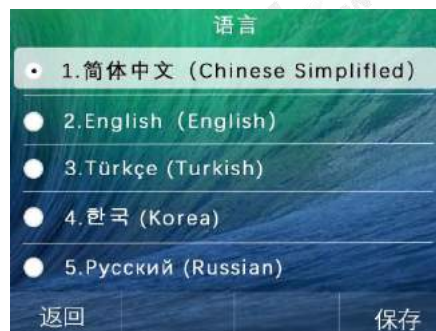 语言
1.简体中文 (Chinese Simplifled)
2.English (English)
3.Türkçe (Turkish)
4.한국 (Korea)
5.Русский (Russian)
返回 保存